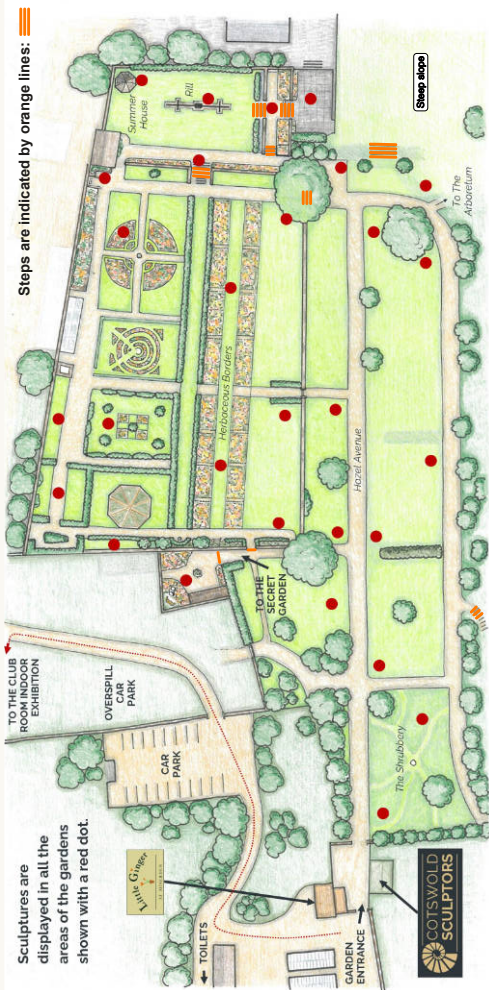 Steps are indicated by orange lines:
Steep slope
Summer
House
Rill
To The
Arboretum
Herbaceous Borders
Hazel Avenue
TO THE
SECRET
GARDEN
TO THE CLUB
ROOM INDOOR
EXHIBITION
OVERSPILL
CAR
PARK
CAR
PARK
The Shrubbery
Sculptures are
displayed in all the
areas of the gardens
shown with a red dot.
Little Ginger
TOILETS
GARDEN
ENTRANCE
COTSWOLD
SCULPTORS